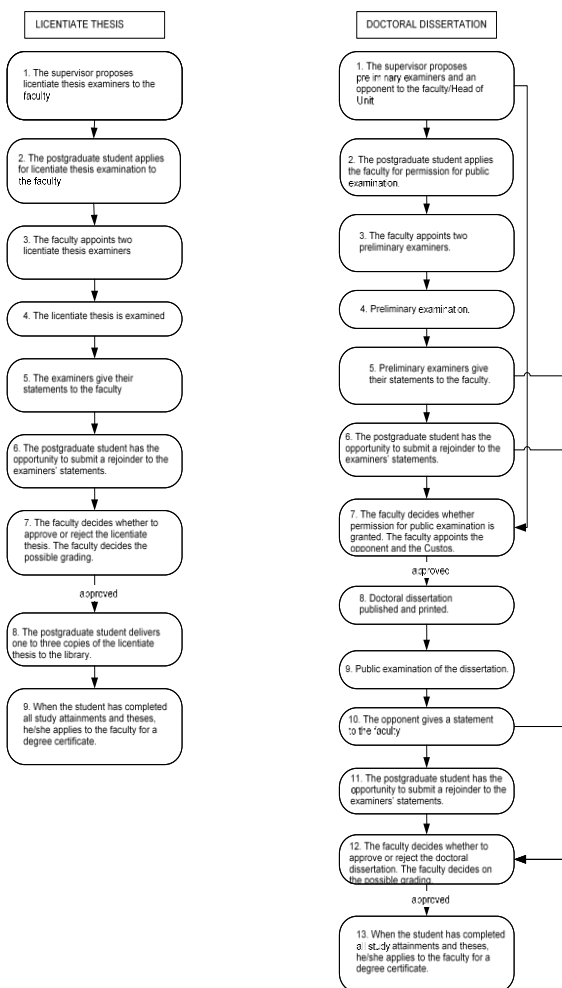 LICENTIATE THESIS
1. The supervisor proposes
licentiate thesis examiners to the
faculty
2. The postgraduate student applies
for licentiate thesis examination to
the faculty
3. The faculty appoints two
licentiate thesis examiners
4. The licentiate thesis is examined
5. The examiners give their
statements to the faculty
6. The postgraduate student has the
opportunity to submit a rejoinder to the
examiners' statements.
7. The faculty decides whether to
approve or reject the licentiate
thesis. The faculty decides the
possible grading.
approved
8. The postgraduate student delivers
one to three copies of the licentiate
thesis to the library.
9. When the student has completed
all study attainments and theses,
he/she applies to the faculty for a
degree certificate.
DOCTORAL DISSERTATION
1. The supervisor proposes
preliminary examiners and an
opponent to the faculty/Head of
Unit
2. The postgraduate student applies
the faculty for permission for public
examination.
3. The faculty appoints two
preliminary examiners.
4. Preliminary examination.
5. Preliminary examiners give
their statements to the faculty.
6. The postgraduate student has the
opportunity to submit a rejoinder to the
examiners' statements.
7. The faculty decides whether
permission for public examination is
granted. The faculty appoints the
opponent and the Custos.
approved
8. Doctoral dissertation
published and printed.
9. Public examination of the dissertation.
10. The opponent gives a statement
to the faculty
11. The postgraduate student has the
opportunity to submit a rejoinder to the
examiners' statements.
12. The faculty decides whether to
approve or reject the doctoral
dissertation. The faculty decides on
the possible grading
approved
13. When the student has completed
all study attainments and theses,
he/she applies to the faculty for a
degree certificate.